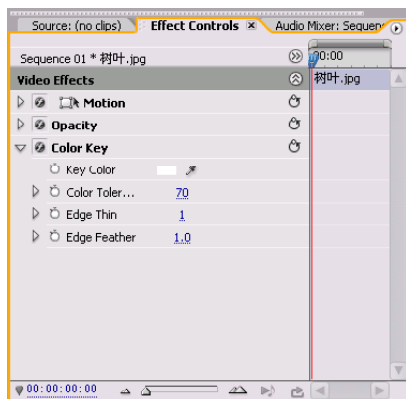 Source: (no clips) Effect Controls × Audio Mixer: Sequen
Sequence 01 * 树叶.jpg 00:00
Video Effects 树叶.jpg
Motion
Opacity
Color Key
Key Color
Color Toler... 70
Edge Thin 1
Edge Feather 1.0
00:00:00:00